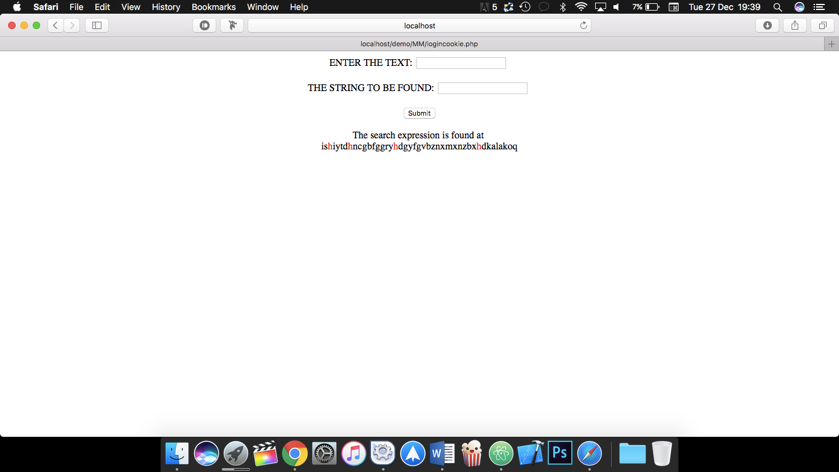 Safari File Edit View History Bookmarks Window Help 5 7% Tue 27 Dec 19:39
localhost
localhost/demo/MM/logincookie.php
ENTER THE TEXT:
THE STRING TO BE FOUND:
Submit
The search expression is found at
ishiytdhncgbfggryhdgyfgvbznxmxnzbxhdkalakoq
W Ps